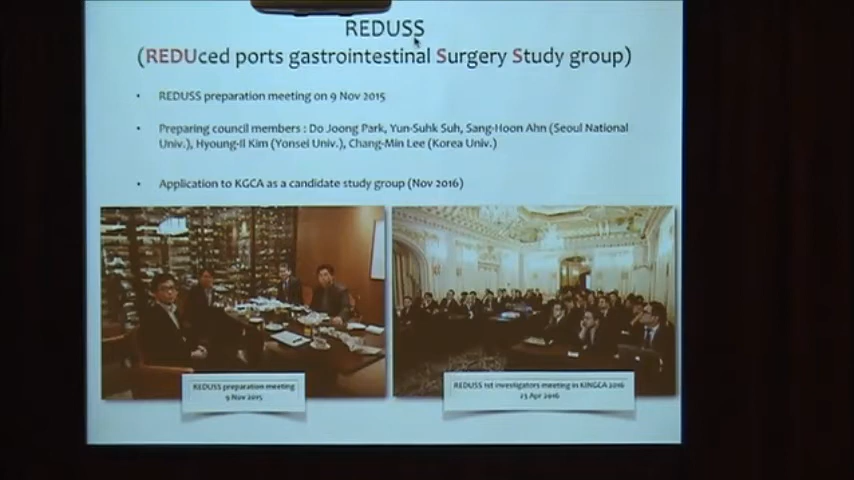 REDUSS
(REDUced ports gastrointestinal Surgery Study group)
• REDUSS preparation meeting on 9 Nov 2015
• Preparing council members : Do Joong Park, Yun-Suhk Suh, Sang-Hoon Ahn (Seoul National
Univ.), Hyoung-Il Kim (Yonsei Univ.), Chang-Min Lee (Korea Univ.)
• Application to KGCA as a candidate study group (Nov 2016)
REDUSS preparation meeting
9 Nov 2015
REDUSS 1st investigators meeting in KINGCA 2016
23 Apr 2016